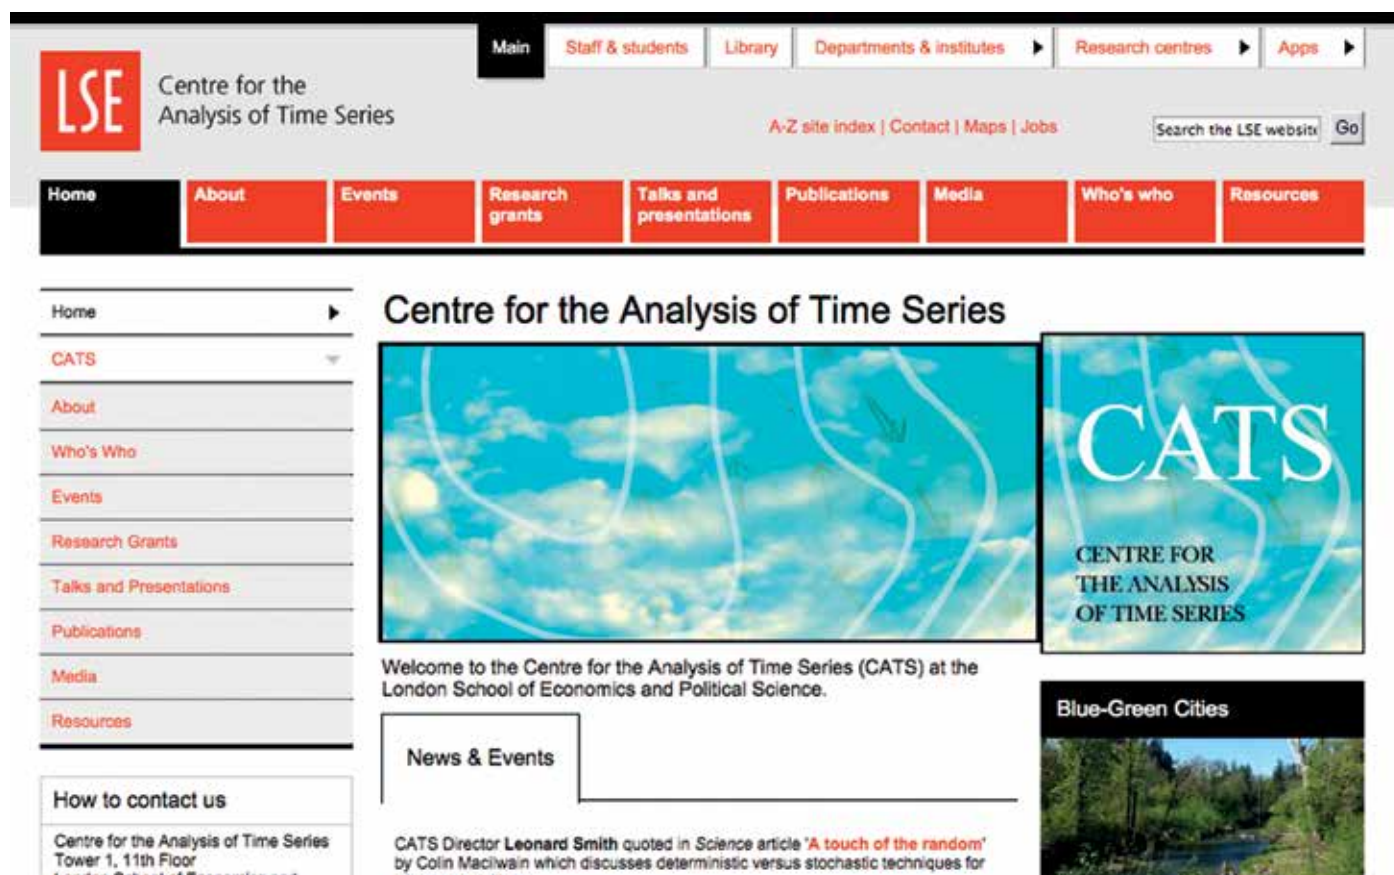 Main
Staff & students
Library
Departments & institutes
Research centres
Apps
LSE
Centre for the
Analysis of Time Series
A-Z site index | Contact | Maps | Jobs
Search the LSE website
Go
Home
About
Events
Research
grants
Talks and
presentations
Publications
Media
Who's who
Resources
Home
CATS
About
Who's Who
Events
Research Grants
Talks and Presentations
Publications
Media
Resources
How to contact us
Centre for the Analysis of Time Series
Tower 1, 11th Floor
London School of Economics and
Centre for the Analysis of Time Series
CATS
CENTRE FOR
THE ANALYSIS
OF TIME SERIES
Welcome to the Centre for the Analysis of Time Series (CATS) at the
London School of Economics and Political Science.
News & Events
CATS Director Leonard Smith quoted in Science article 'A touch of the random'
by Colin Macilwain which discusses deterministic versus stochastic techniques for
Blue-Green Cities